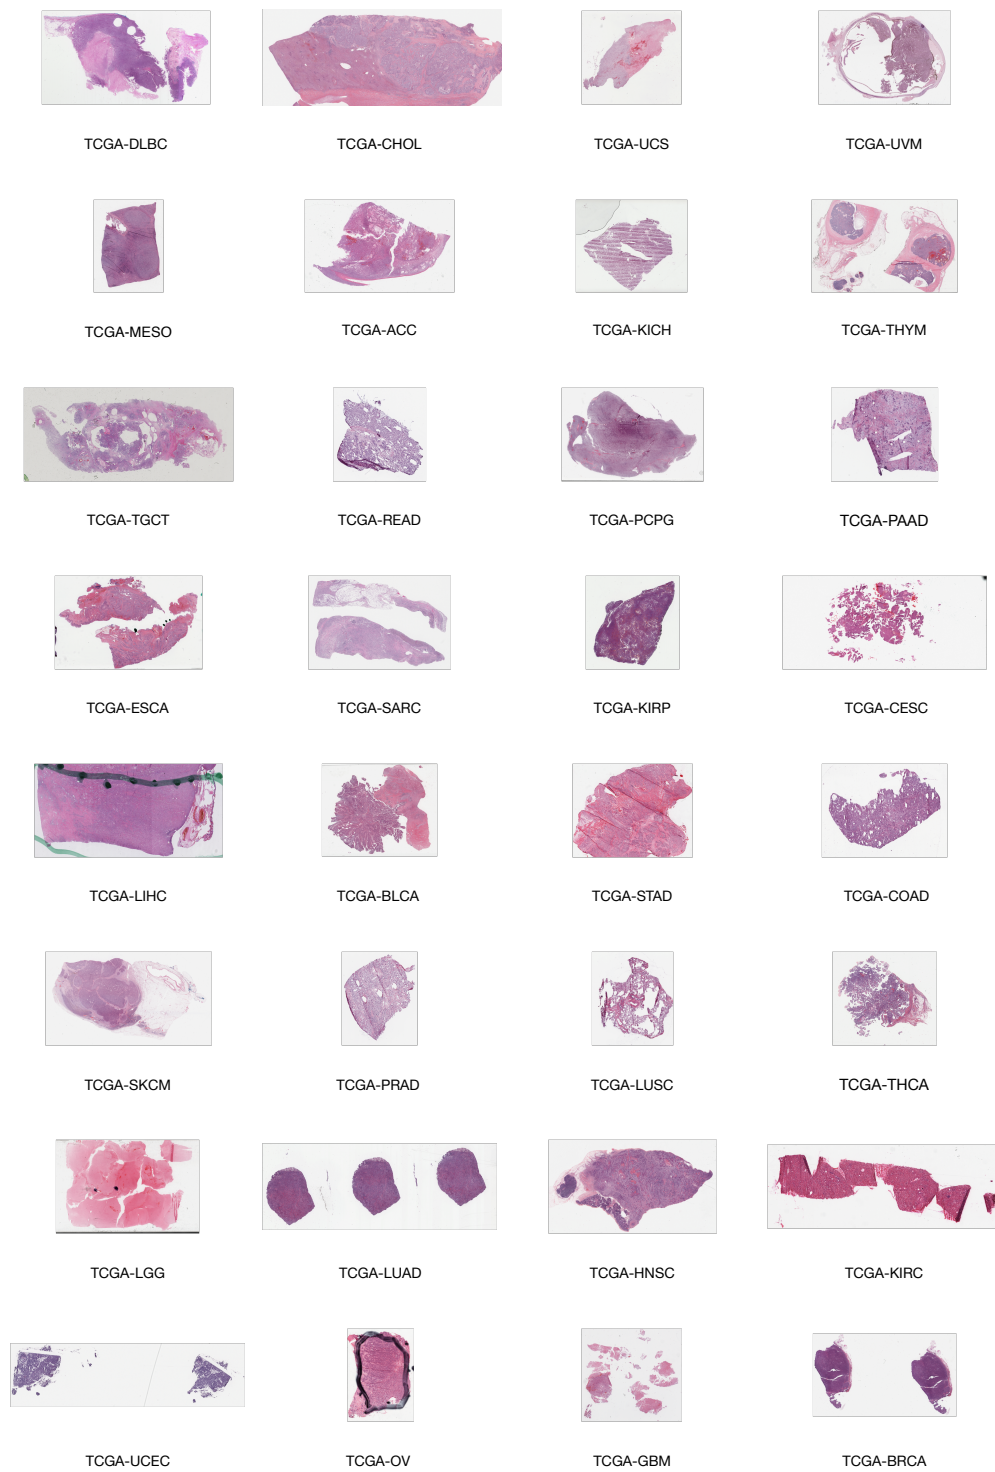 TCGA-DLBC TCGA-CHOL TCGA-UCS TCGA-UVM
TCGA-MESO TCGA-ACC TCGA-KICH TCGA-THYM
TCGA-TGCT TCGA-READ TCGA-PCPG TCGA-PAAD
TCGA-ESCA TCGA-SARC TCGA-KIRP TCGA-CESC
TCGA-LIHC TCGA-BLCA TCGA-STAD TCGA-COAD
TCGA-SKCM TCGA-PRAD TCGA-LUSC TCGA-THCA
TCGA-LGG TCGA-LUAD TCGA-HNSC TCGA-KIRC
TCGA-UCEC TCGA-OV TCGA-GBM TCGA-BRCA